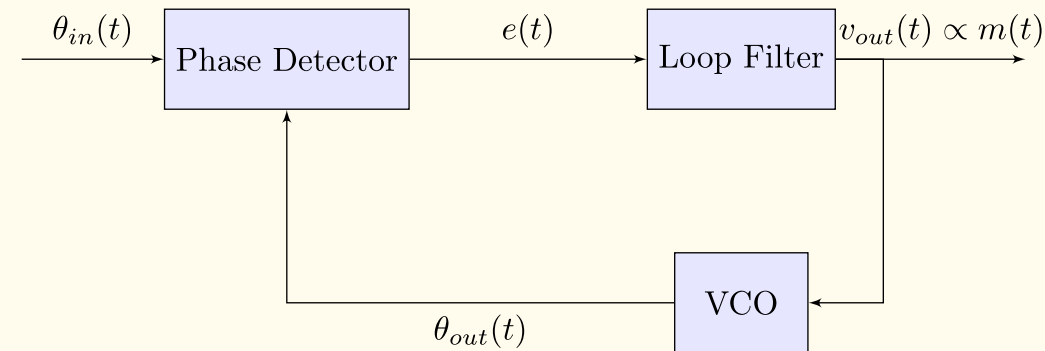 θ_in(t)
Phase Detector
e(t)
Loop Filter
v_out(t) ∝ m(t)
VCO
θ_out(t)